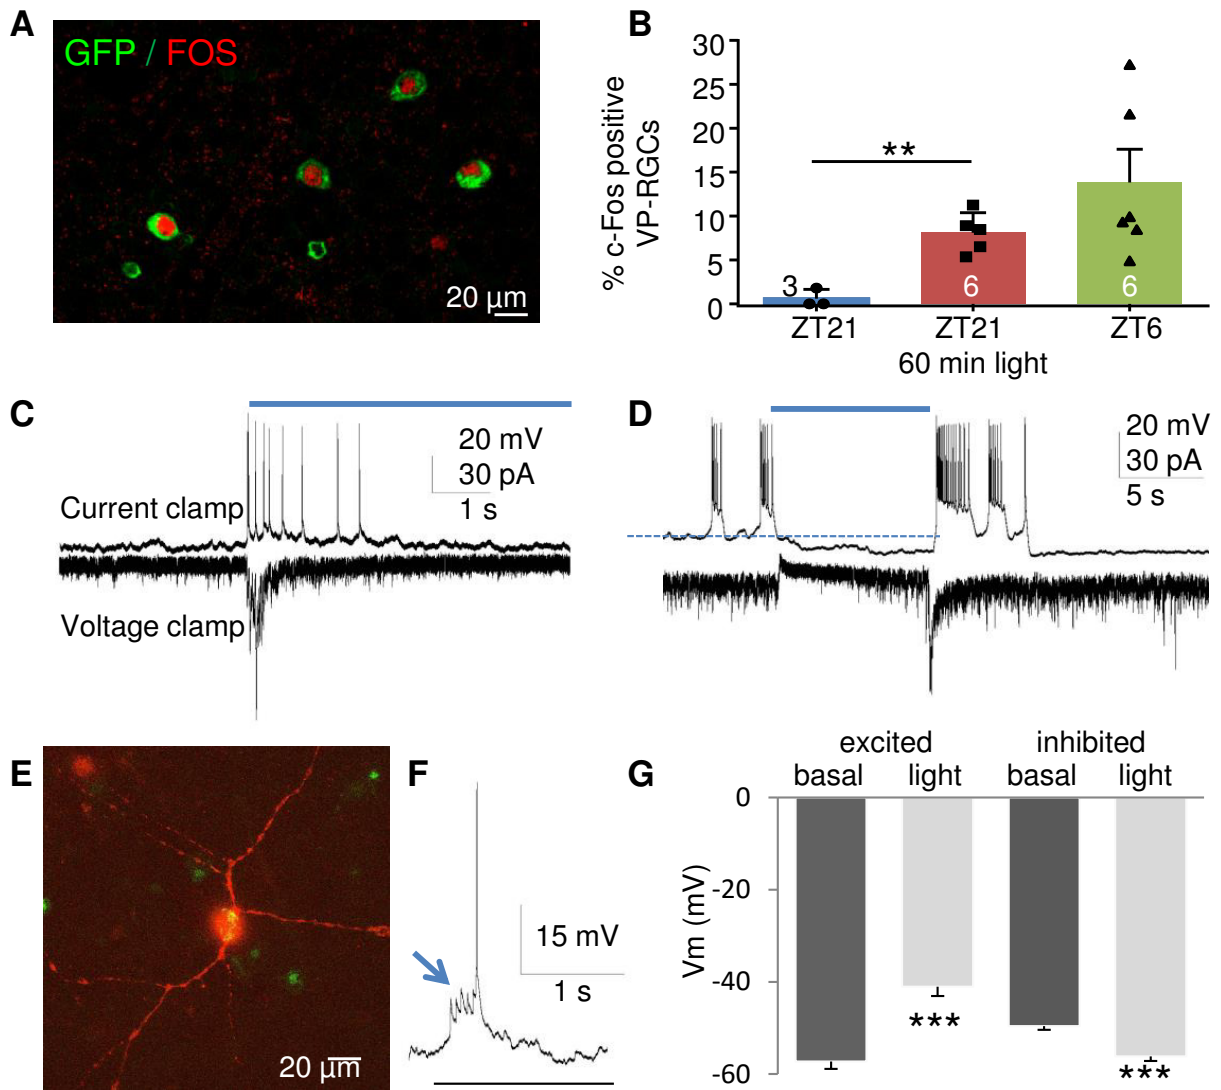 A
GFP / FOS
20 µm
B
% c-Fos positive
VP-RGCs
30
25
20
15
10
5
0
**
3
6
6
ZT21
ZT21
ZT6
60 min light
C
20 mV
30 pA
1 s
Current clamp
Voltage clamp
D
20 mV
30 pA
5 s
E
20 µm
F
15 mV
1 s
G
excited
inhibited
basal
light
basal
light
Vm (mV)
0
-20
-40
-60
***
***